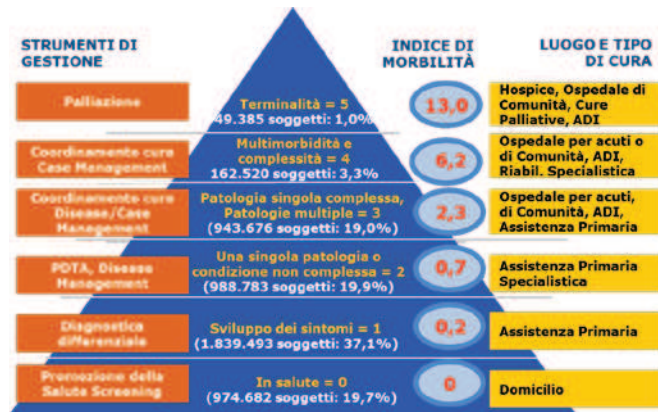 STRUMENTI DI
GESTIONE
INDICE DI
MORBILITÀ
LUOGO E TIPO
DI CURA
Palliazione
Terminalità = 5
49.385 soggetti: 1,0%)
13,0
Hospice, Ospedale di
Comunità, Cure
Palliative, ADI
Coordinamento cure
Case Management
Multimorbidità e
complessità = 4
162.520 soggetti: 3,3%)
6,2
Ospedale per acuti o
di Comunità, ADI,
Riabil. Specialistica
Coordinamento cure
Disease/Case
Management
Patologia singola complessa,
Patologie multiple = 3
(943.676 soggetti: 19,0%)
2,3
Ospedale per acuti,
di Comunità, ADI,
Assistenza Primaria
PDTA, Disease
Management
Una singola patologia o
condizione non complessa = 2
(988.783 soggetti: 19,9%)
0,7
Assistenza Primaria
Specialistica
Diagnostica
differenziale
Sviluppo dei sintomi = 1
(1.839.493 soggetti: 37,1%)
0,2
Assistenza Primaria
Promozione della
Salute Screening
In salute = 0
(974.682 soggetti: 19,7%)
0
Domicilio